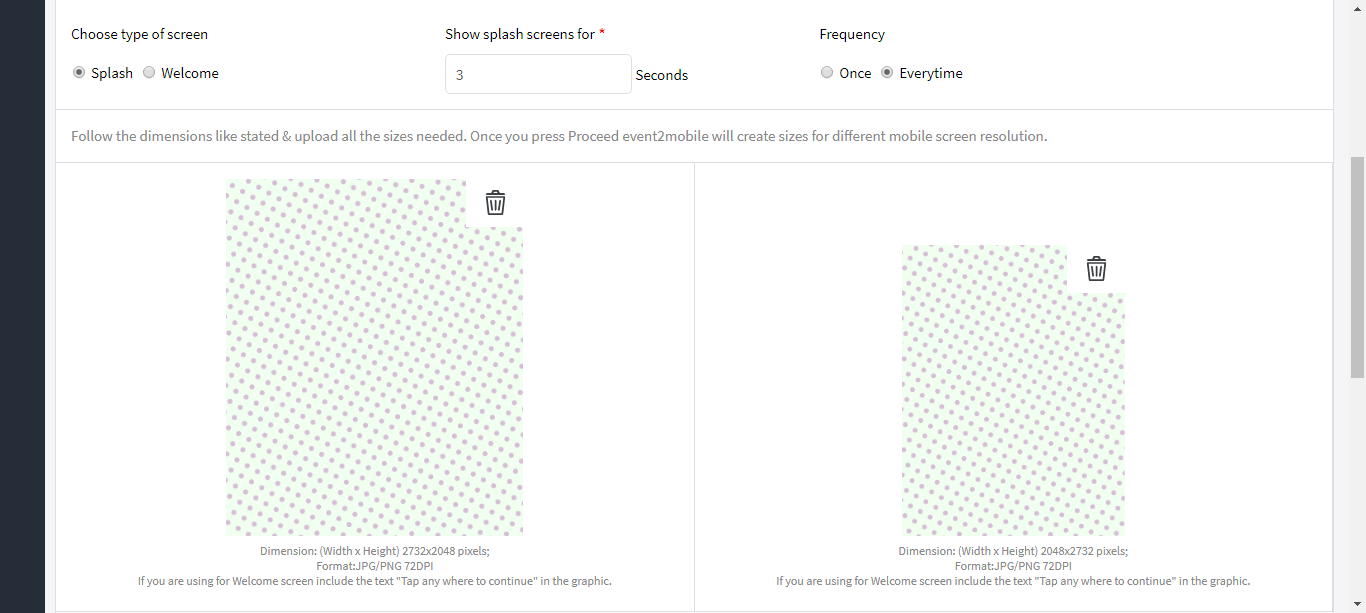 Choose type of screen
Show splash screens for *
Frequency
Splash
Welcome
3
Seconds
Once
Everytime
Follow the dimensions like stated & upload all the sizes needed. Once you press Proceed event2mobile will create sizes for different mobile screen resolution.
Dimension: (Width x Height) 2732x2048 pixels;
Format:JPG/PNG 72DPI
If you are using for Welcome screen include the text "Tap any where to continue" in the graphic.
Dimension: (Width x Height) 2048x2732 pixels;
Format:JPG/PNG 72DPI
If you are using for Welcome screen include the text "Tap any where to continue" in the graphic.